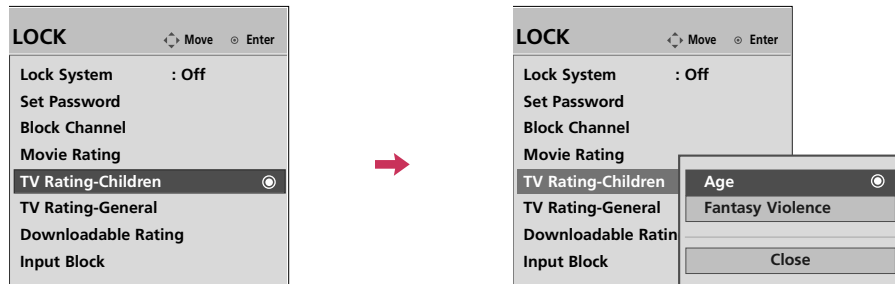 LOCK Move Enter
Lock System : Off
Set Password
Block Channel
Movie Rating
TV Rating-Children
TV Rating-General
Downloadable Rating
Input Block
LOCK Move Enter
Lock System : Off
Set Password
Block Channel
Movie Rating
TV Rating-Children
TV Rating-General
Downloadable Ratin
Input Block
Age
Fantasy Violence
Close